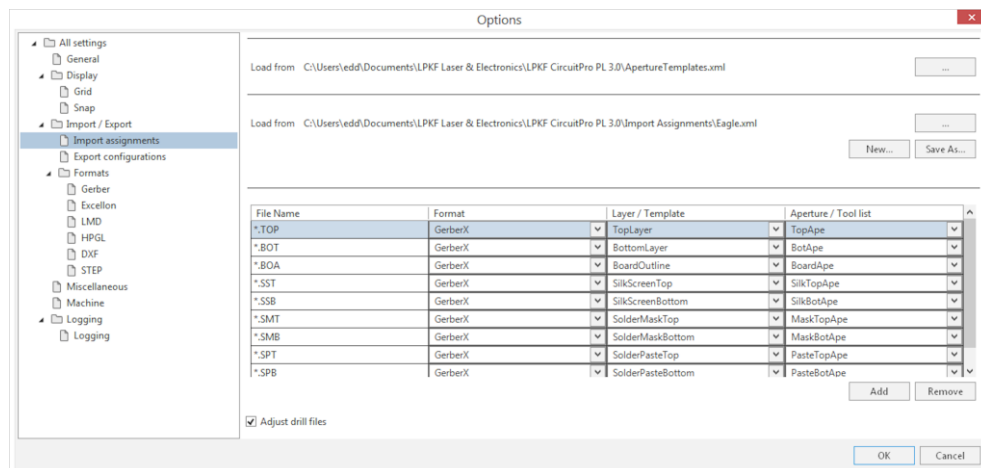 Options
All settings
General
Display
Grid
Snap
Import / Export
Import assignments
Export configurations
Formats
Gerber
Excellon
LMD
HPGL
DXF
STEP
Miscellaneous
Machine
Logging
Logging
Load from C:\Users\edd\Documents\LPKF Laser & Electronics\LPKF CircuitPro PL 3.0\ApertureTemplates.xml ...
Load from C:\Users\edd\Documents\LPKF Laser & Electronics\LPKF CircuitPro PL 3.0\Import Assignments\Eagle.xml ...
New... Save As...
File Name Format Layer / Template Aperture / Tool list
*.TOP GerberX TopLayer TopApe
*.BOT GerberX BottomLayer BotApe
*.BOA GerberX BoardOutline BoardApe
*.SST GerberX SilkScreenTop SilkTopApe
*.SSB GerberX SilkScreenBottom SilkBotApe
*.SMT GerberX SolderMaskTop MaskTopApe
*.SMB GerberX SolderMaskBottom MaskBotApe
*.SPT GerberX SolderPasteTop PasteTopApe
*.SPB GerberX SolderPasteBottom PasteBotApe
Add Remove
Adjust drill files
OK Cancel